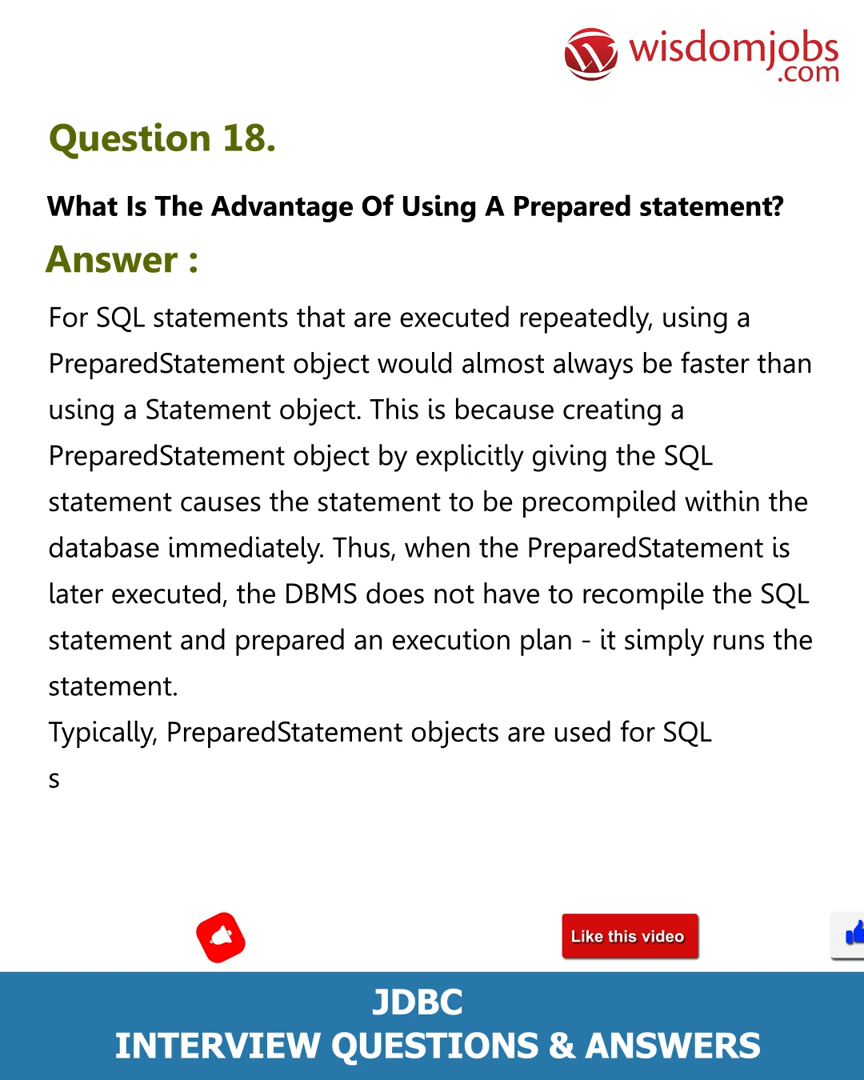 wisdomjobs
.com
Question 18.
What Is The Advantage Of Using A Prepared statement?
Answer :
For SQL statements that are executed repeatedly, using a
PreparedStatement object would almost always be faster than
using a Statement object. This is because creating a
PreparedStatement object by explicitly giving the SQL
statement causes the statement to be precompiled within the
database immediately. Thus, when the PreparedStatement is
later executed, the DBMS does not have to recompile the SQL
statement and prepared an execution plan - it simply runs the
statement.
Typically, PreparedStatement objects are used for SQL
s
Like this video
JDBC
INTERVIEW QUESTIONS & ANSWERS